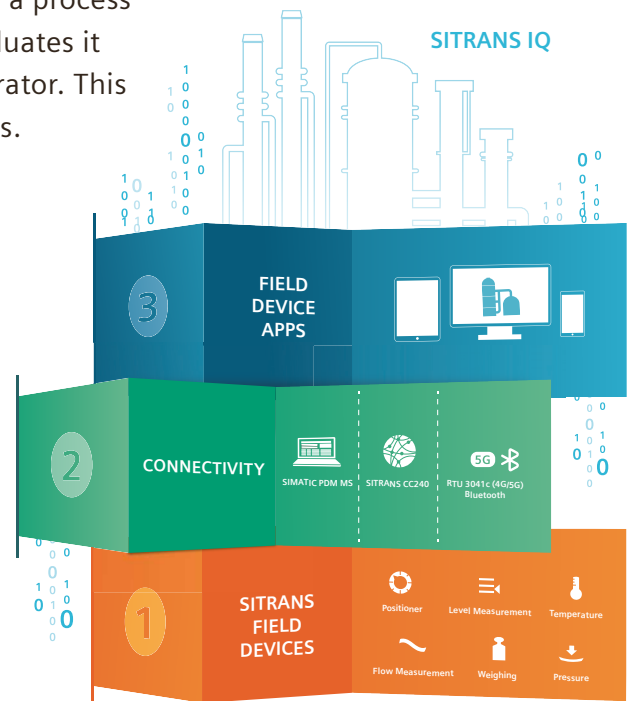 a process
luates it
rator. This
s.
SITRANS IQ
3
FIELD
DEVICE
APPS
2
CONNECTIVITY
SIMATIC PDM MS
SITRANS CC240
5G
RTU 3041c (4G/5G)
Bluetooth
1
SITRANS
FIELD
DEVICES
Positioner
Level Measurement
Temperature
Flow Measurement
Weighing
Pressure